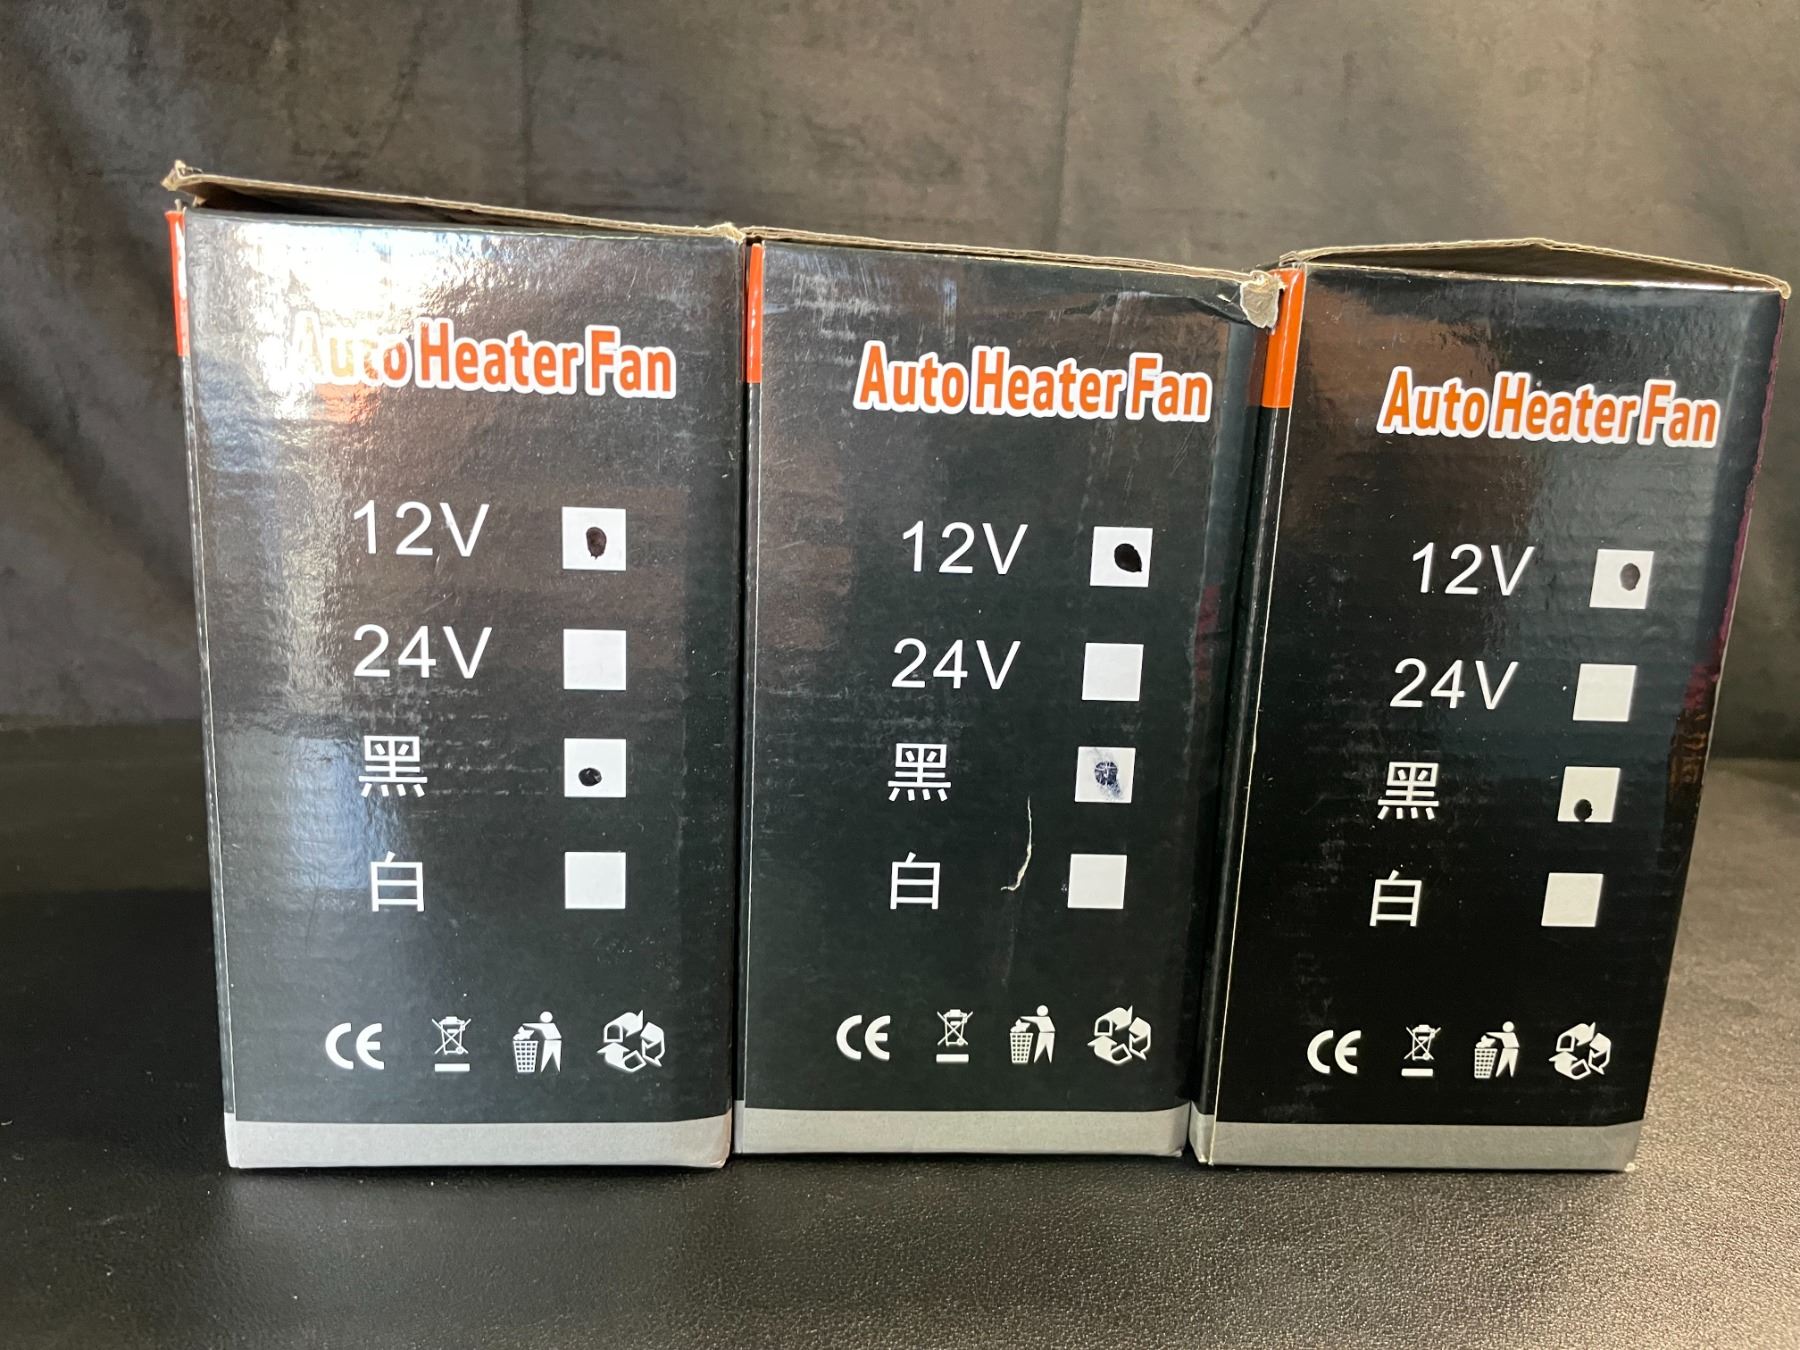 Auto Heater Fan
12V
24V
黑
白
CE
Auto Heater Fan
12V
24V
黑
白
CE
Auto Heater Fan
12V
24V
黑
白
CE